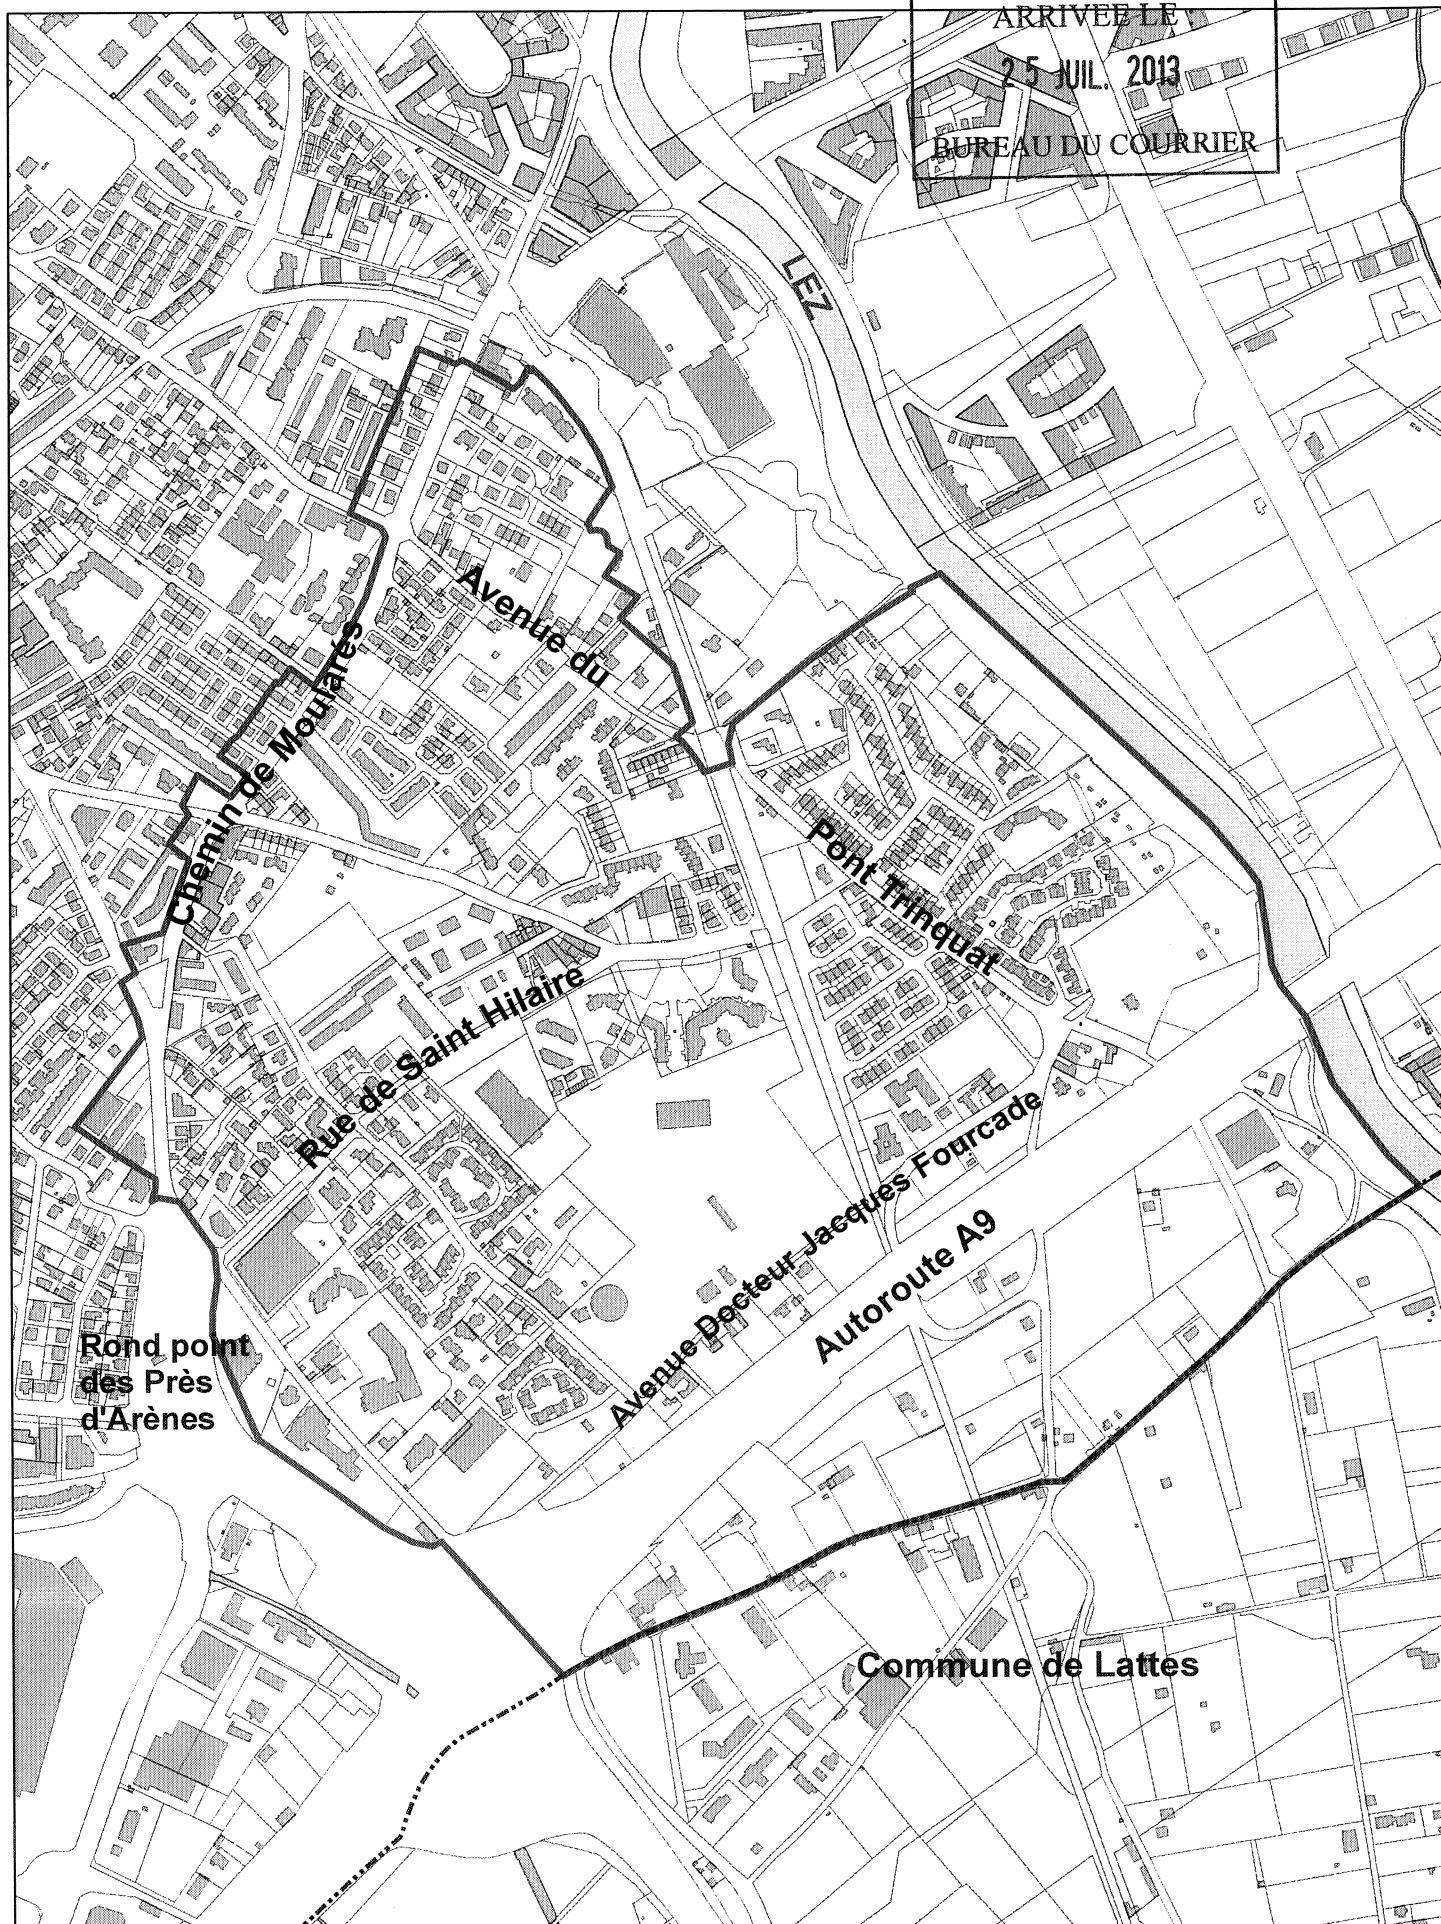 ARRIVEE LE :
25 JUIL. 2013
BUREAU DU COURRIER
LEZ
Avenue du
Chemin de Moularés
Pont Trinquat
Rue de Saint Hilaire
Avenue Docteur Jacques Fourcade
Autoroute A9
Rond point
des Près
d'Arènes
Commune de Lattes